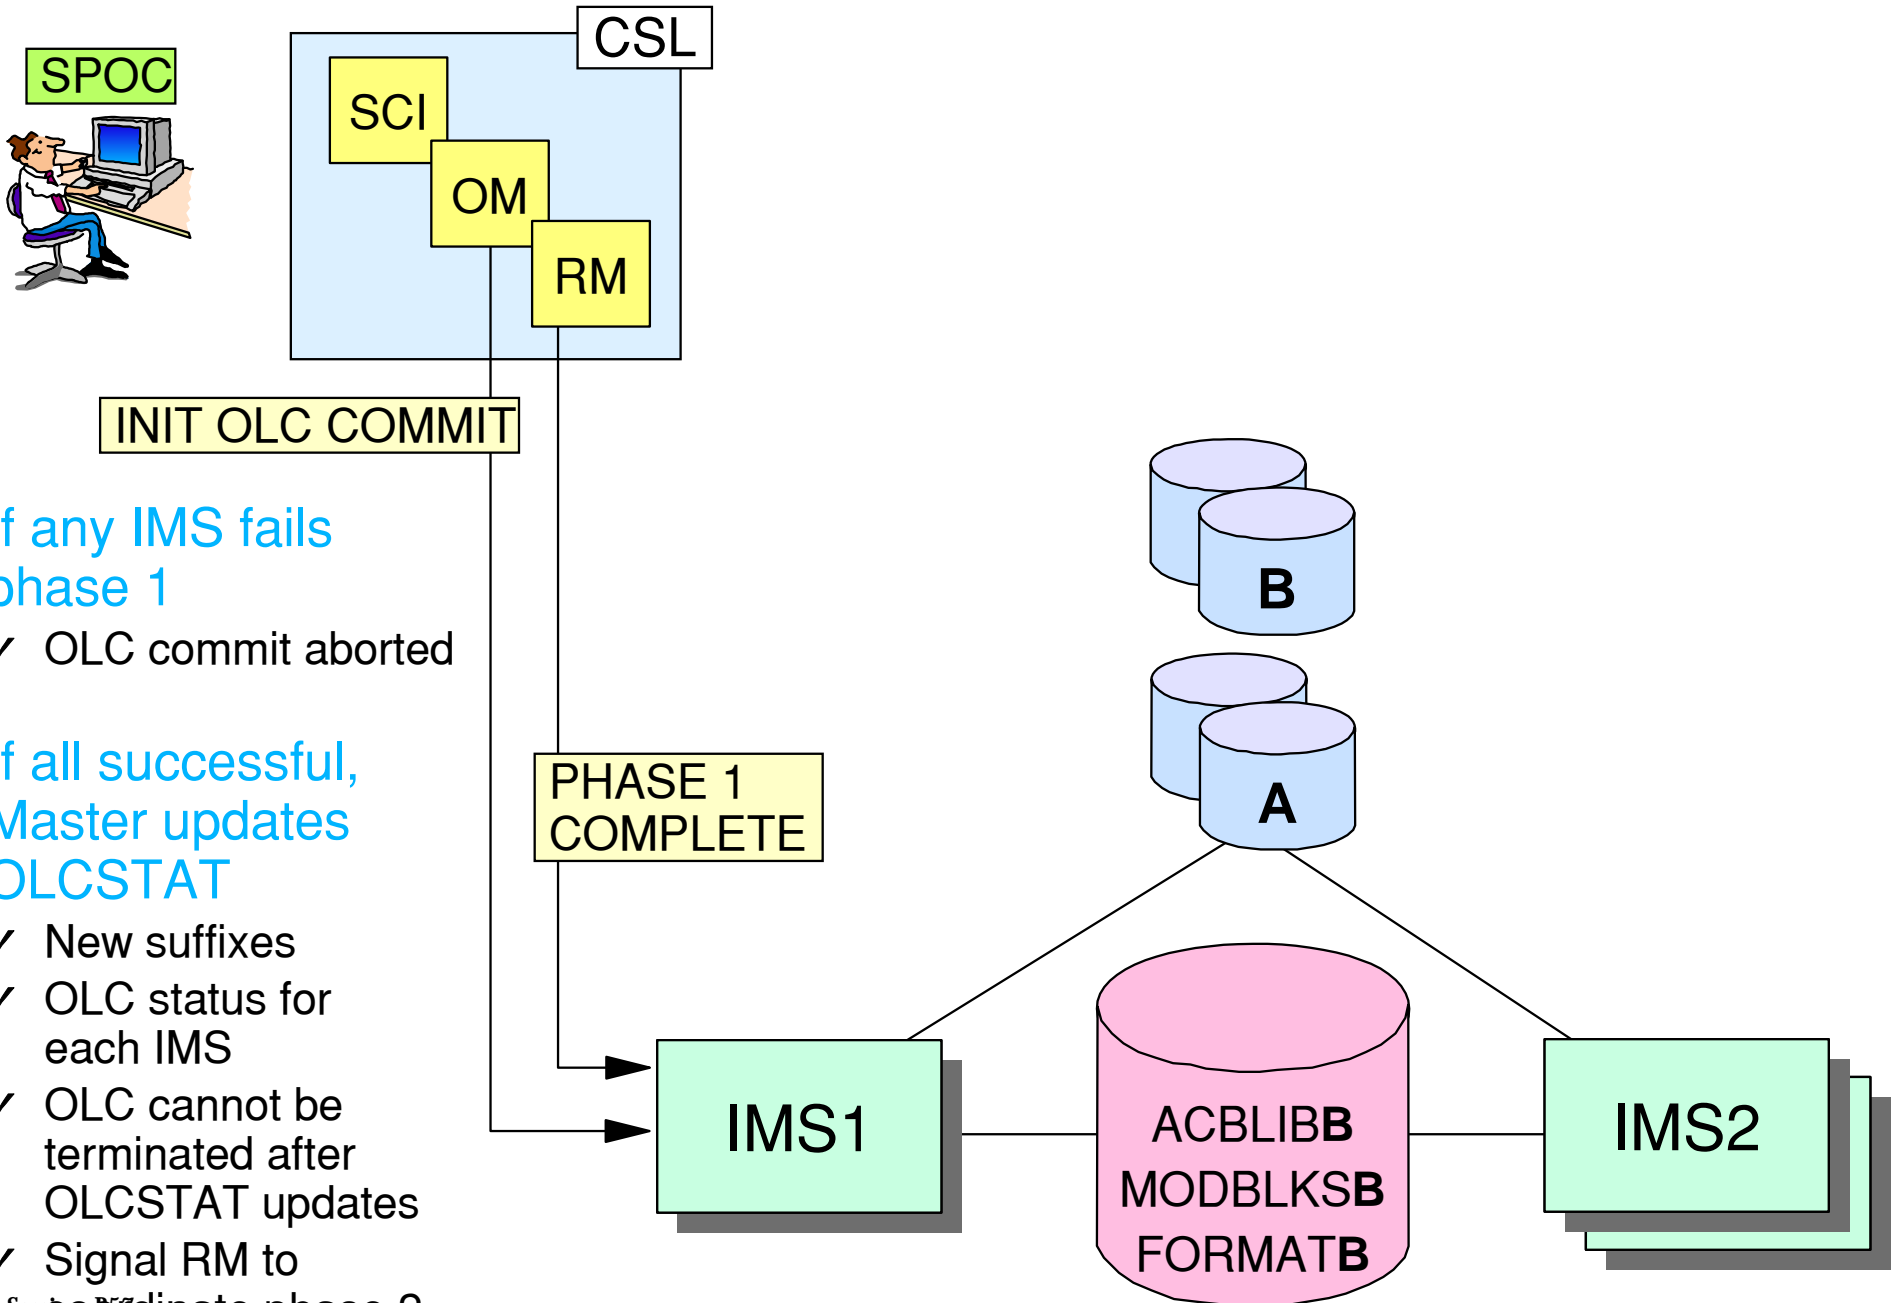 CSL
SPOC
SCI
OM
RM
INIT OLC COMMIT
f any IMS fails
phase 1
✓ OLC commit aborted
f all successful,
Master updates
OLCSTAT
✓ New suffixes
✓ OLC status for
each IMS
✓ OLC cannot be
terminated after
OLCSTAT updates
✓ Signal RM to
phase 2
PHASE 1
COMPLETE
B
A
IMS1
ACBLIBB
MODBLKSB
FORMATB
IMS2